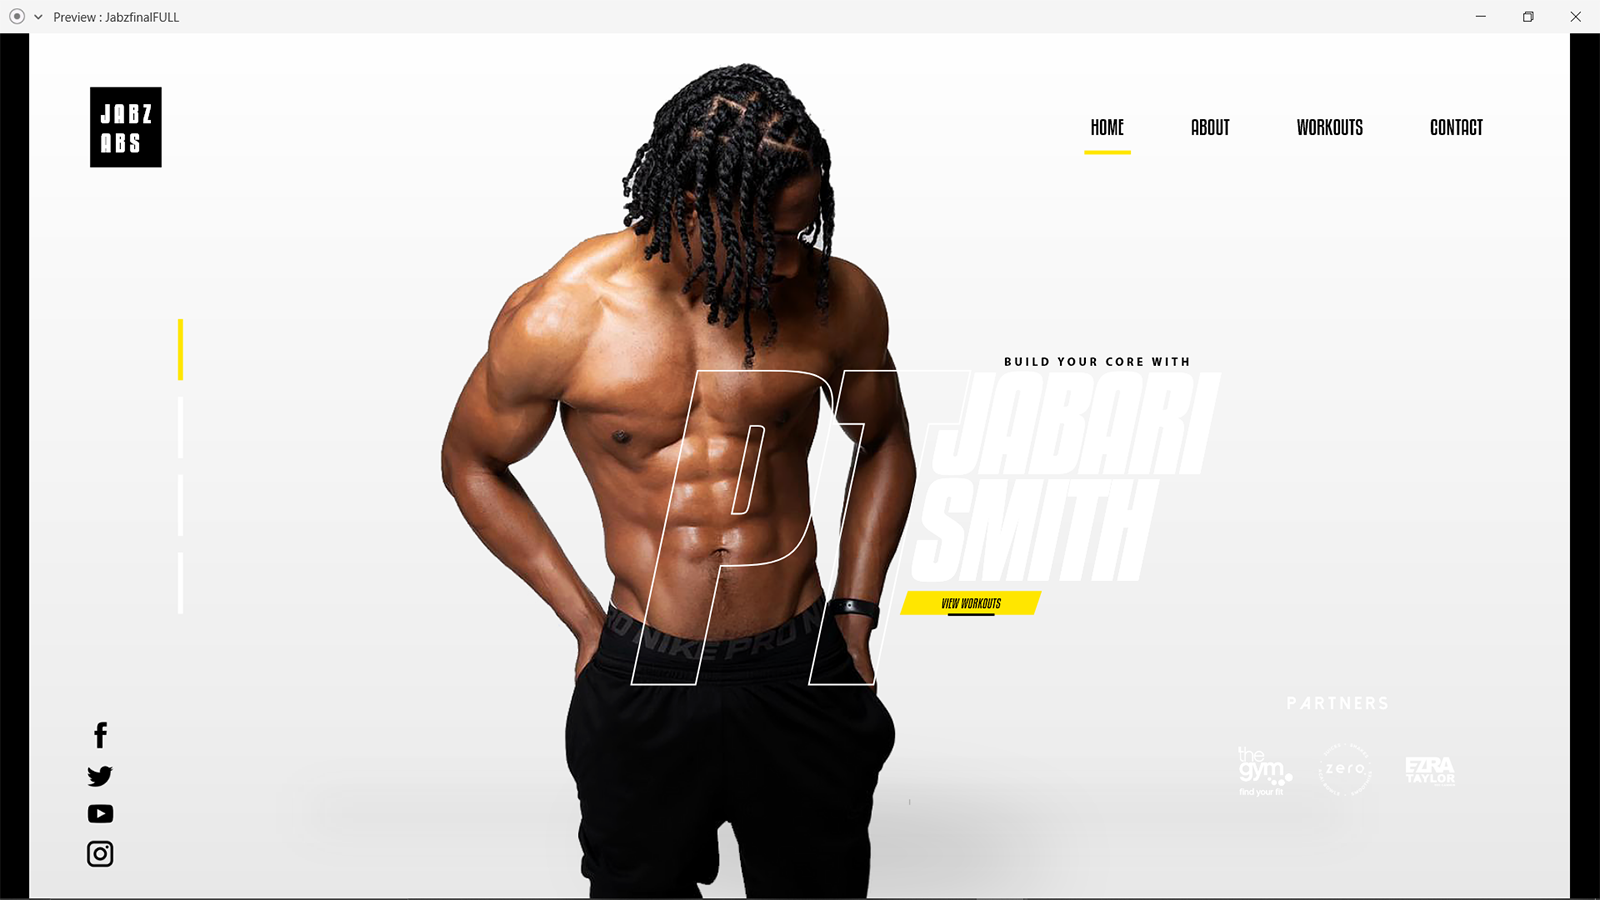 Preview : JabzfinalFULL
JABZ
ABS
HOME ABOUT WORKOUTS CONTACT
BUILD YOUR CORE WITH
PT
JABARI
SMITH
VIEW WORKOUTS
NIKE PRO N
PARTNERS
the
gym
find your fit
zero
EZRA
TAYLOR